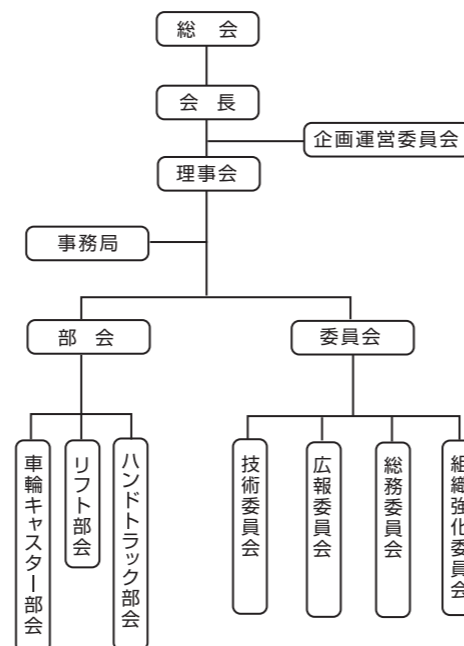 総　会
会　長
企画運営委員会
理事会
事務局
部　会
委員会
車輪キャスター部会
リフト部会
ハンドトラック部会
技術委員会
広報委員会
総務委員会
組織強化委員会